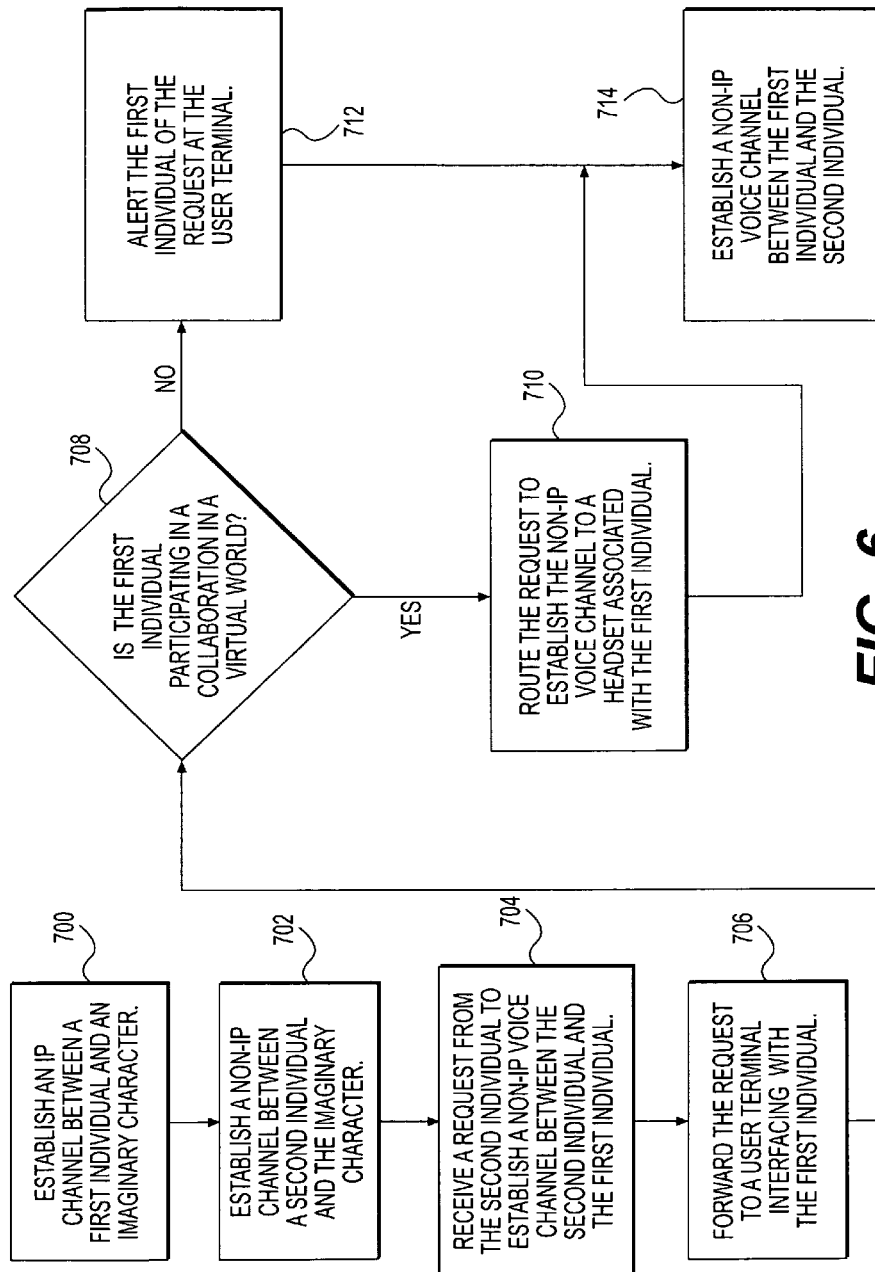 700
ESTABLISH AN IP
CHANNEL BETWEEN A
FIRST INDIVIDUAL AND AN
IMAGINARY CHARACTER.
702
ESTABLISH A NON-IP
CHANNEL BETWEEN
A SECOND INDIVIDUAL
AND THE IMAGINARY
CHARACTER.
704
RECEIVE A REQUEST FROM
THE SECOND INDIVIDUAL TO
ESTABLISH A NON-IP VOICE
CHANNEL BETWEEN THE
SECOND INDIVIDUAL AND
THE FIRST INDIVIDUAL.
706
FORWARD THE REQUEST
TO A USER TERMINAL
INTERFACING WITH
THE FIRST INDIVIDUAL.
708
IS THE FIRST
INDIVIDUAL
PARTICIPATING IN A
COLLABORATION IN A
VIRTUAL WORLD?
NO
YES
710
ROUTE THE REQUEST TO
ESTABLISH THE NON-IP
VOICE CHANNEL TO A
HEADSET ASSOCIATED
WITH THE FIRST INDIVIDUAL.
ALERT THE FIRST
INDIVIDUAL OF THE
REQUEST AT THE
USER TERMINAL.
712
714
ESTABLISH A NON-IP
VOICE CHANNEL
BETWEEN THE FIRST
INDIVIDUAL AND THE
SECOND INDIVIDUAL.
FIG. 6